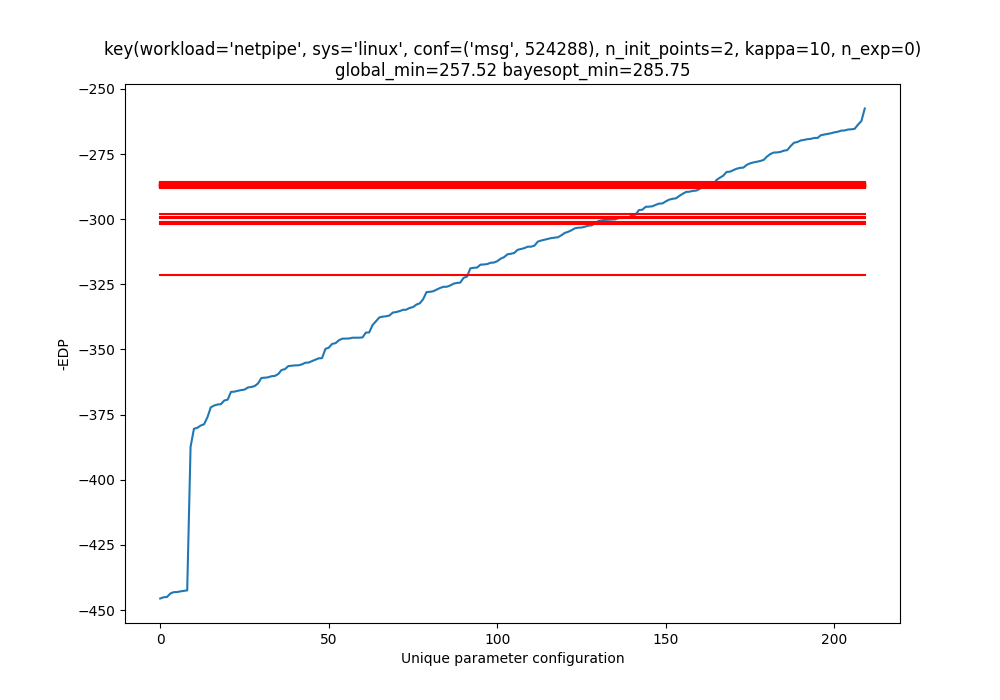 key(workload='netpipe', sys='linux', conf=('msg', 524288), n_init_points=2, kappa=10, n_exp=0)
global_min=257.52 bayesopt_min=285.75
−250
−275
−300
−325
−350
−375
−400
−425
−450
-EDP
0 50 100 150 200
Unique parameter configuration